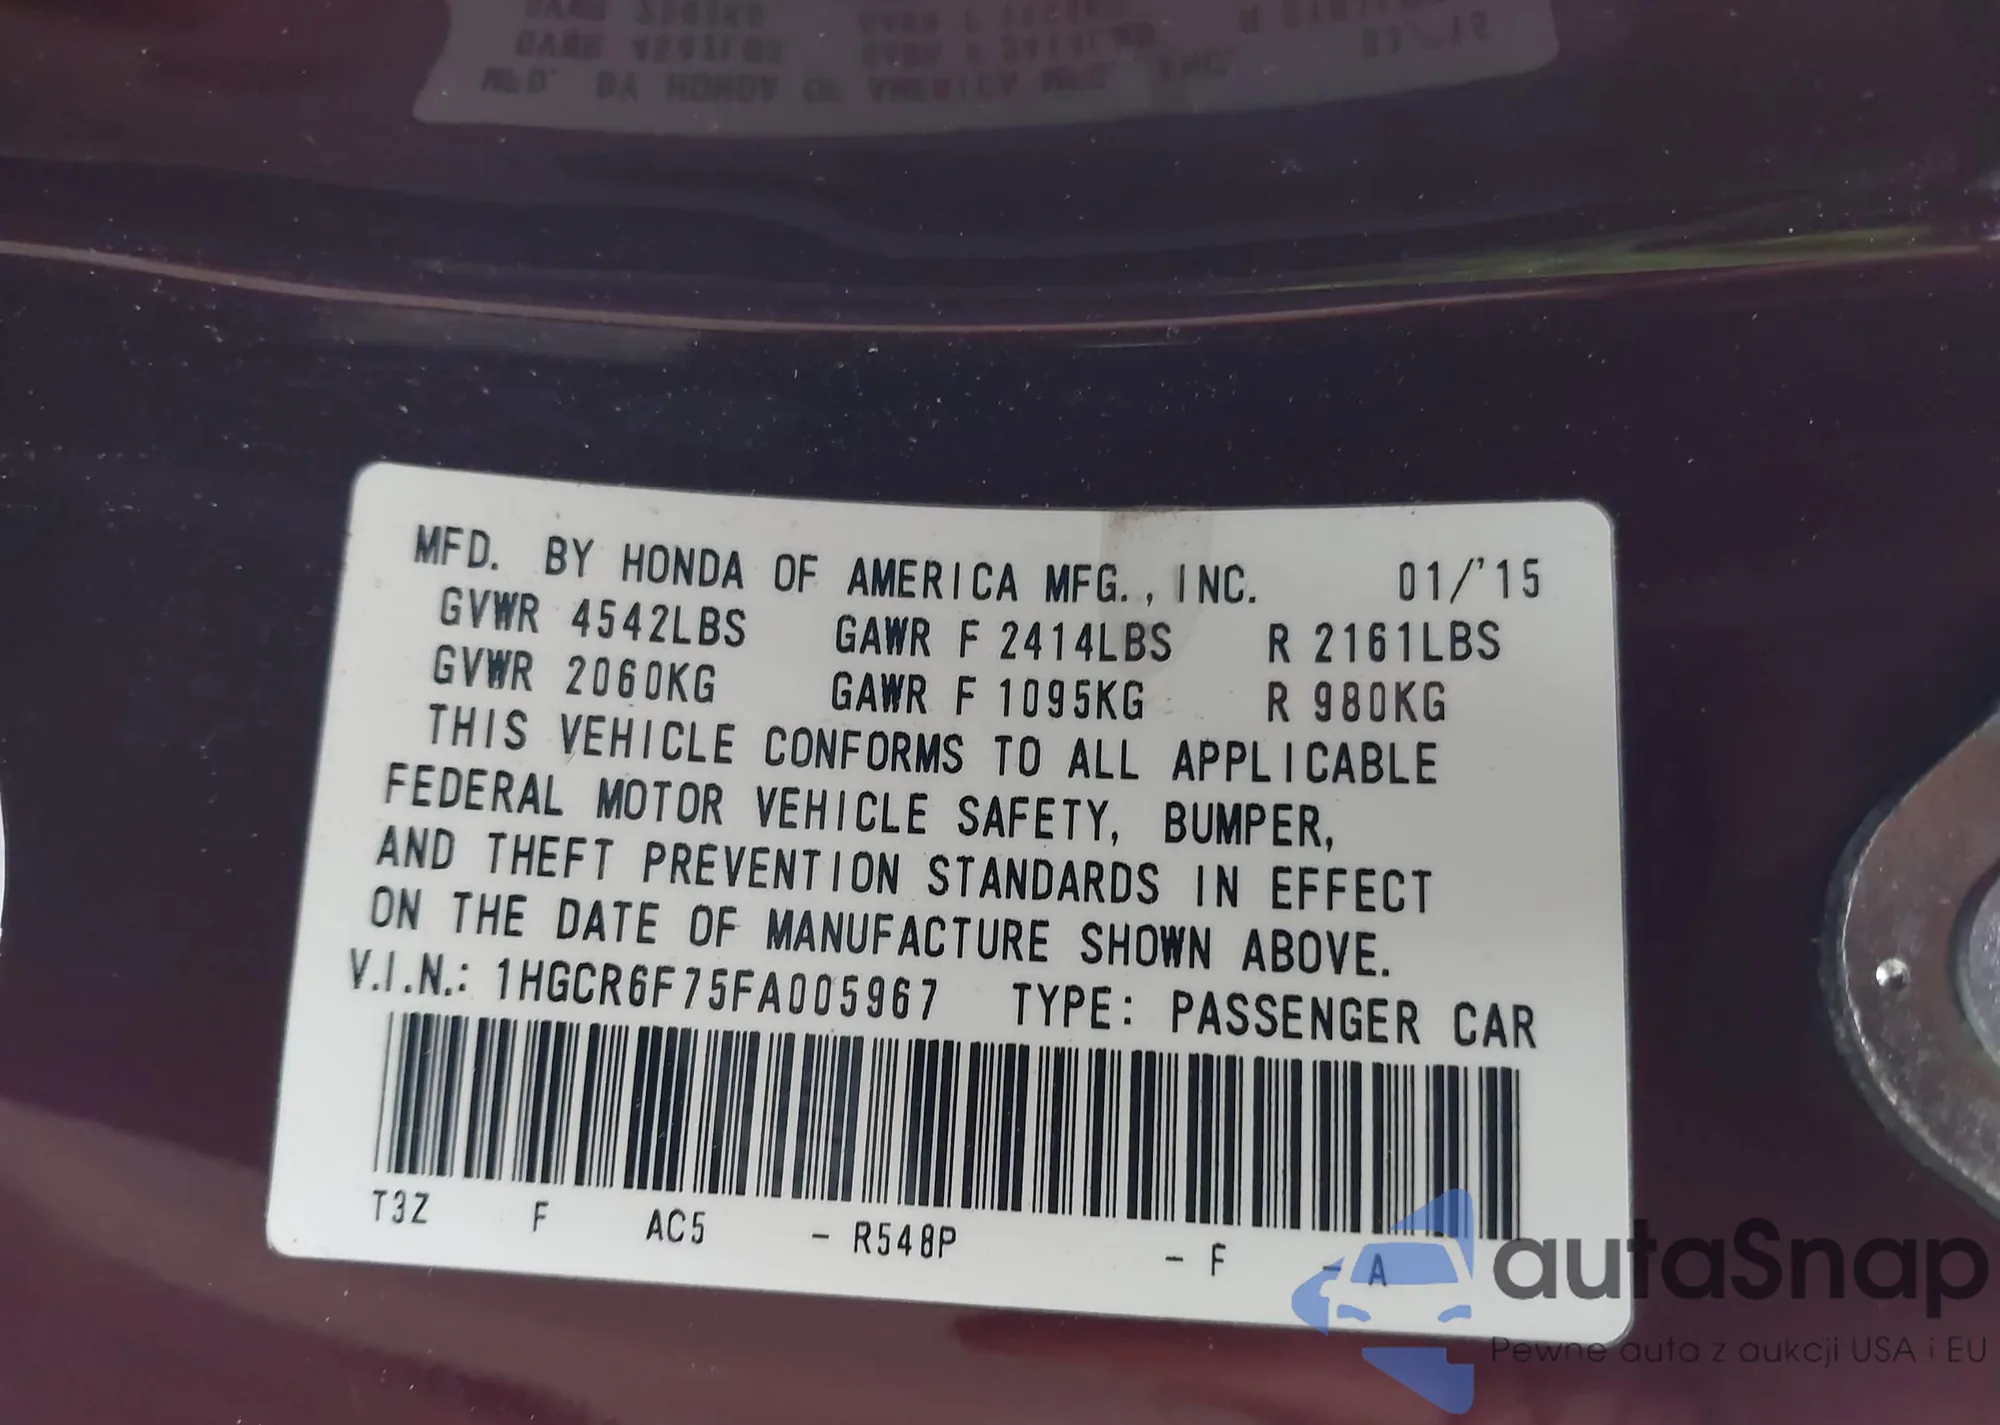 MFD. BY HONDA OF AMERICA MFG., INC. 01/'15
GVWR 4542LBS GAWR F 2414LBS R 2161LBS
GVWR 2060KG GAWR F 1095KG R 980KG
THIS VEHICLE CONFORMS TO ALL APPLICABLE
FEDERAL MOTOR VEHICLE SAFETY, BUMPER,
AND THEFT PREVENTION STANDARDS IN EFFECT
ON THE DATE OF MANUFACTURE SHOWN ABOVE.
V.I.N.: 1HGCR6F75FA005967 TYPE: PASSENGER CAR
T3Z F AC5 - R548P - F - A
autaSnap
Pewne auta z aukcji USA i EU